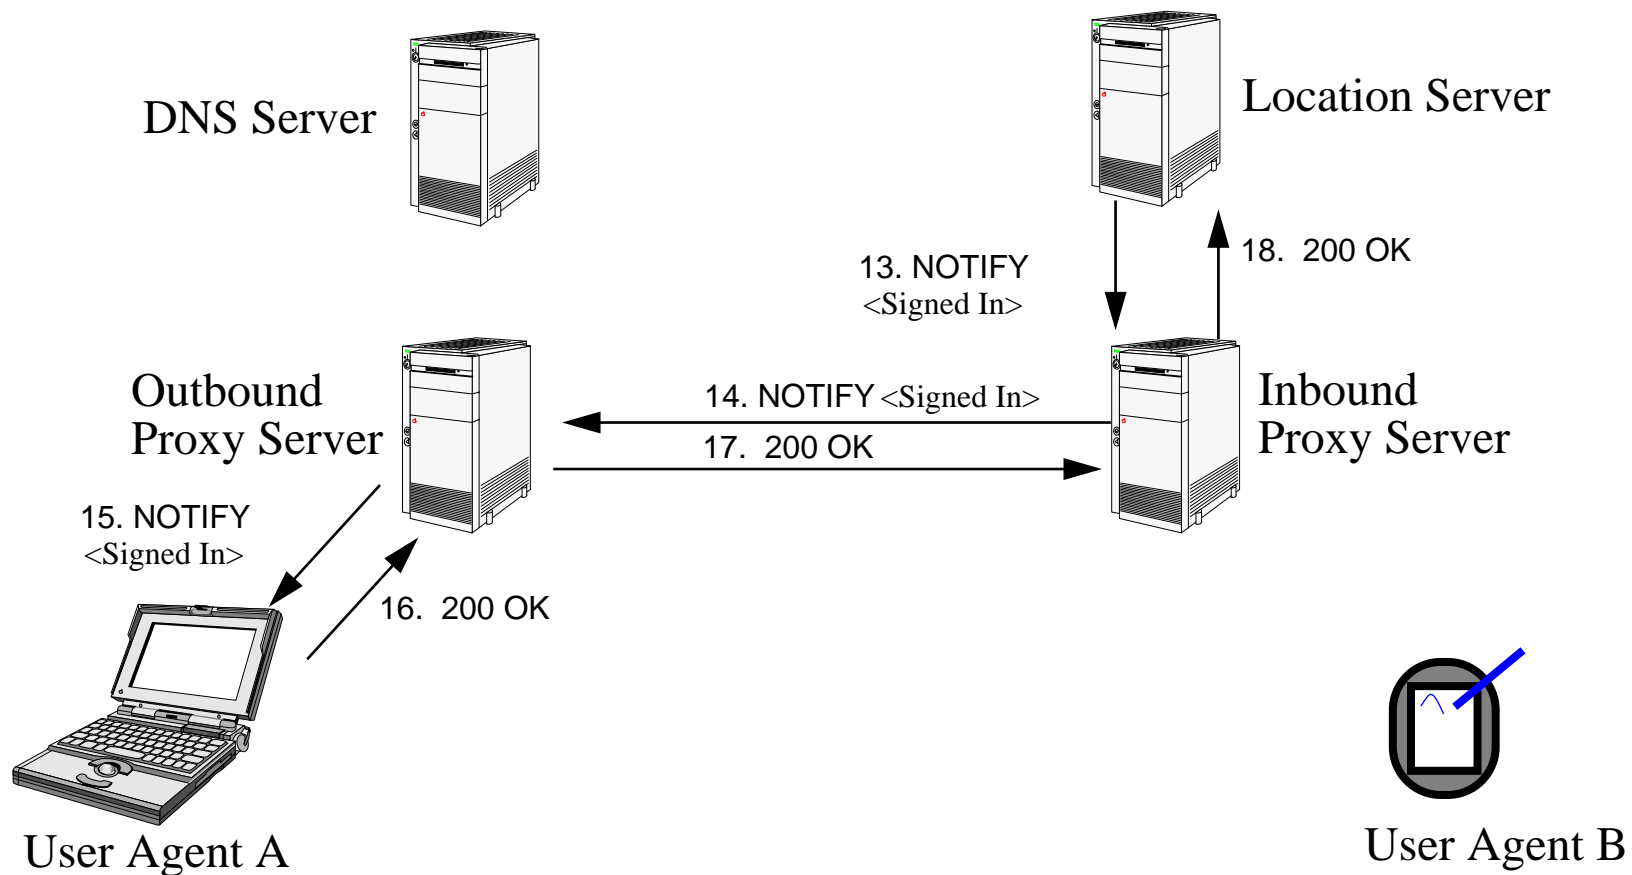 DNS Server
Location Server
13. NOTIFY
<Signed In>
18. 200 OK
Outbound
Proxy Server
14. NOTIFY <Signed In>
17. 200 OK
Inbound
Proxy Server
15. NOTIFY
<Signed In>
16. 200 OK
User Agent A
User Agent B